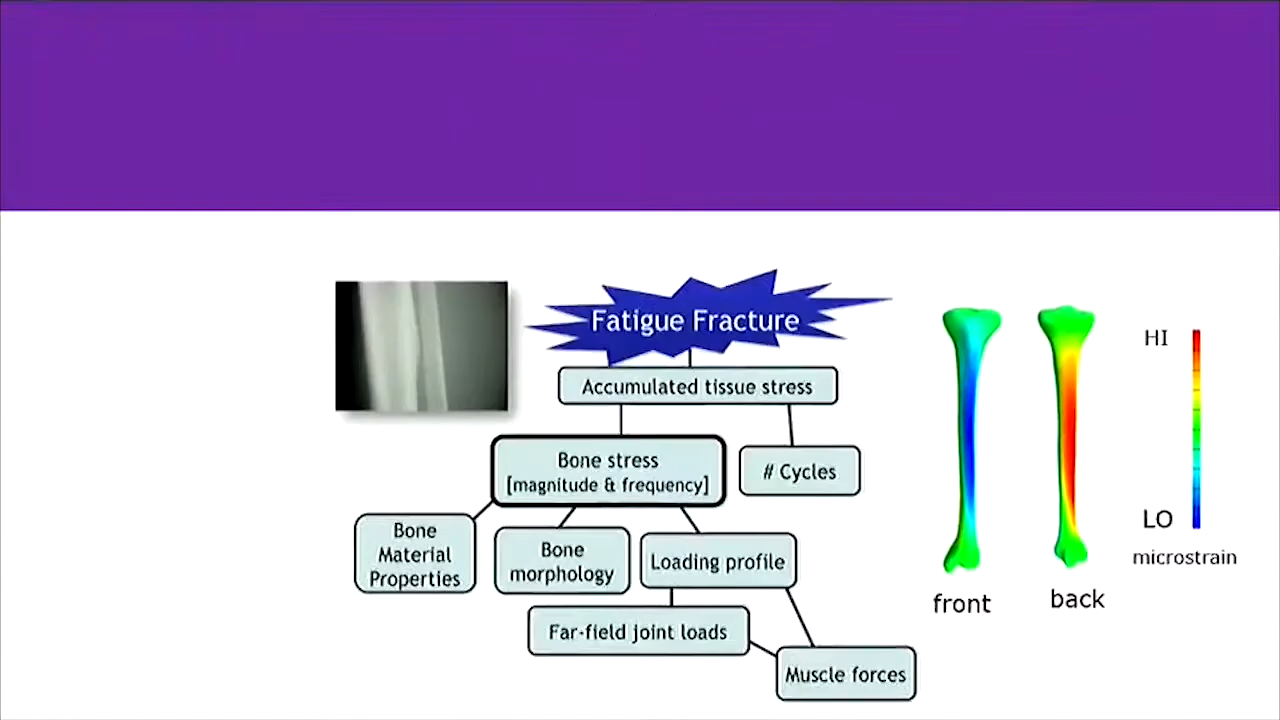 Fatigue Fracture
Accumulated tissue stress
Bone stress
[magnitude & frequency]
# Cycles
Bone
Material
Properties
Bone
morphology
Loading profile
Far-field joint loads
Muscle forces
HI
LO
microstrain
front
back